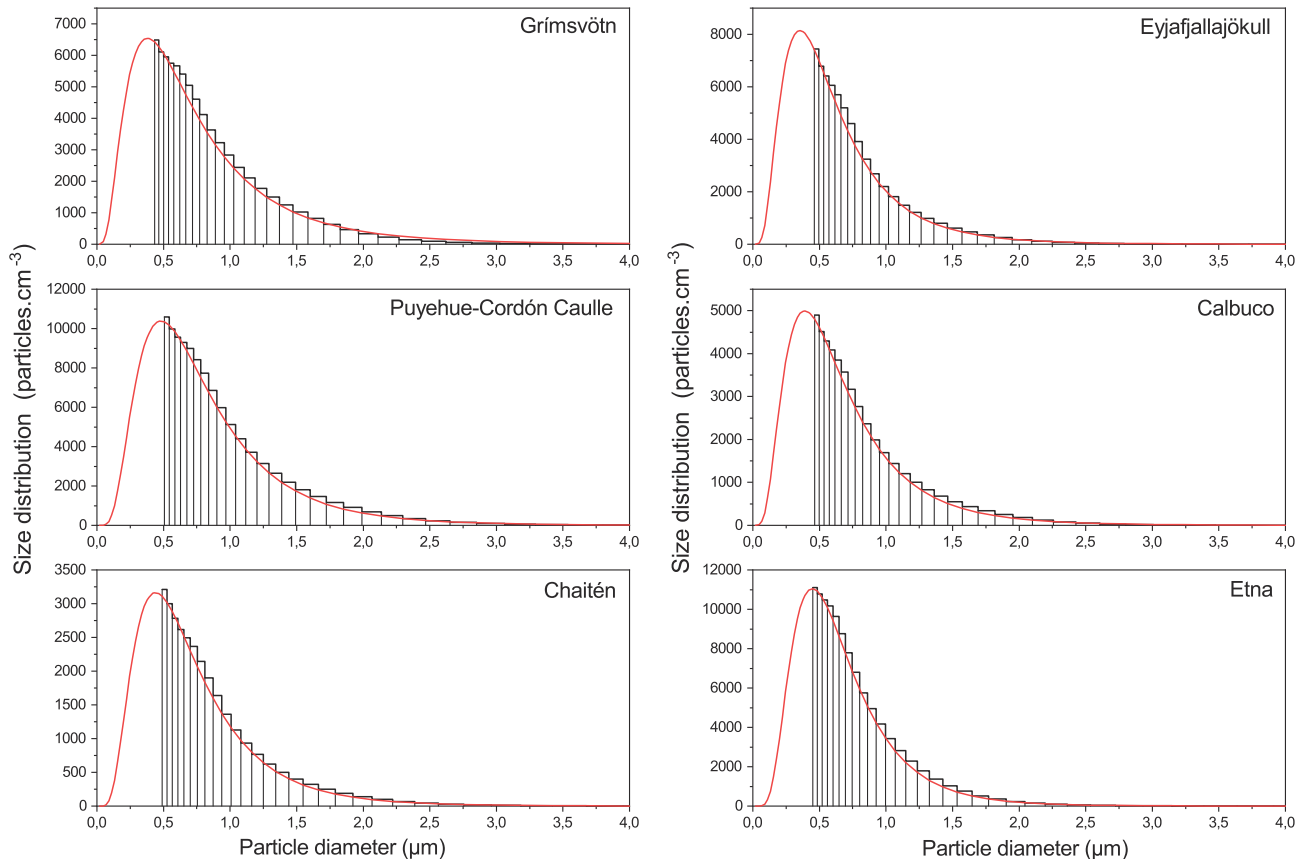 Grímsvötn
7000
6000
5000
4000
3000
2000
1000
0
0,0 0,5 1,0 1,5 2,0 2,5 3,0 3,5 4,0
Eyjafjallajökull
8000
6000
4000
2000
0
0,0 0,5 1,0 1,5 2,0 2,5 3,0 3,5 4,0
Size distribution (particles.cm-3)
Puyehue-Cordón Caulle
12000
10000
8000
6000
4000
2000
0
0,0 0,5 1,0 1,5 2,0 2,5 3,0 3,5 4,0
Size distribution (particles.cm-3)
Calbuco
5000
4000
3000
2000
1000
0
0,0 0,5 1,0 1,5 2,0 2,5 3,0 3,5 4,0
Chaitén
3500
3000
2500
2000
1500
1000
500
0
0,0 0,5 1,0 1,5 2,0 2,5 3,0 3,5 4,0
Particle diameter (µm)
Etna
12000
10000
8000
6000
4000
2000
0
0,0 0,5 1,0 1,5 2,0 2,5 3,0 3,5 4,0
Particle diameter (µm)